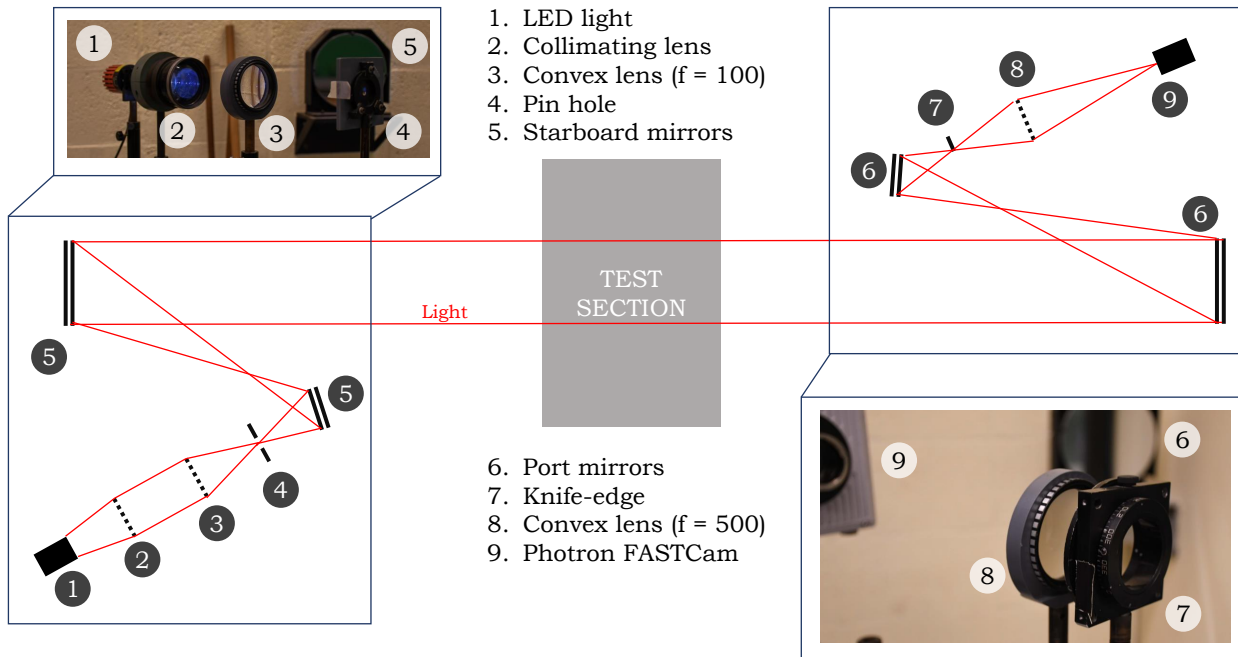 1. LED light
2. Collimating lens
3. Convex lens (f = 100)
4. Pin hole
5. Starboard mirrors
1
2
3
4
5
8
7
9
6
6
TEST
SECTION
Light
5
5
4
3
2
1
6. Port mirrors
7. Knife-edge
8. Convex lens (f = 500)
9. Photron FASTCam
9
6
8
7